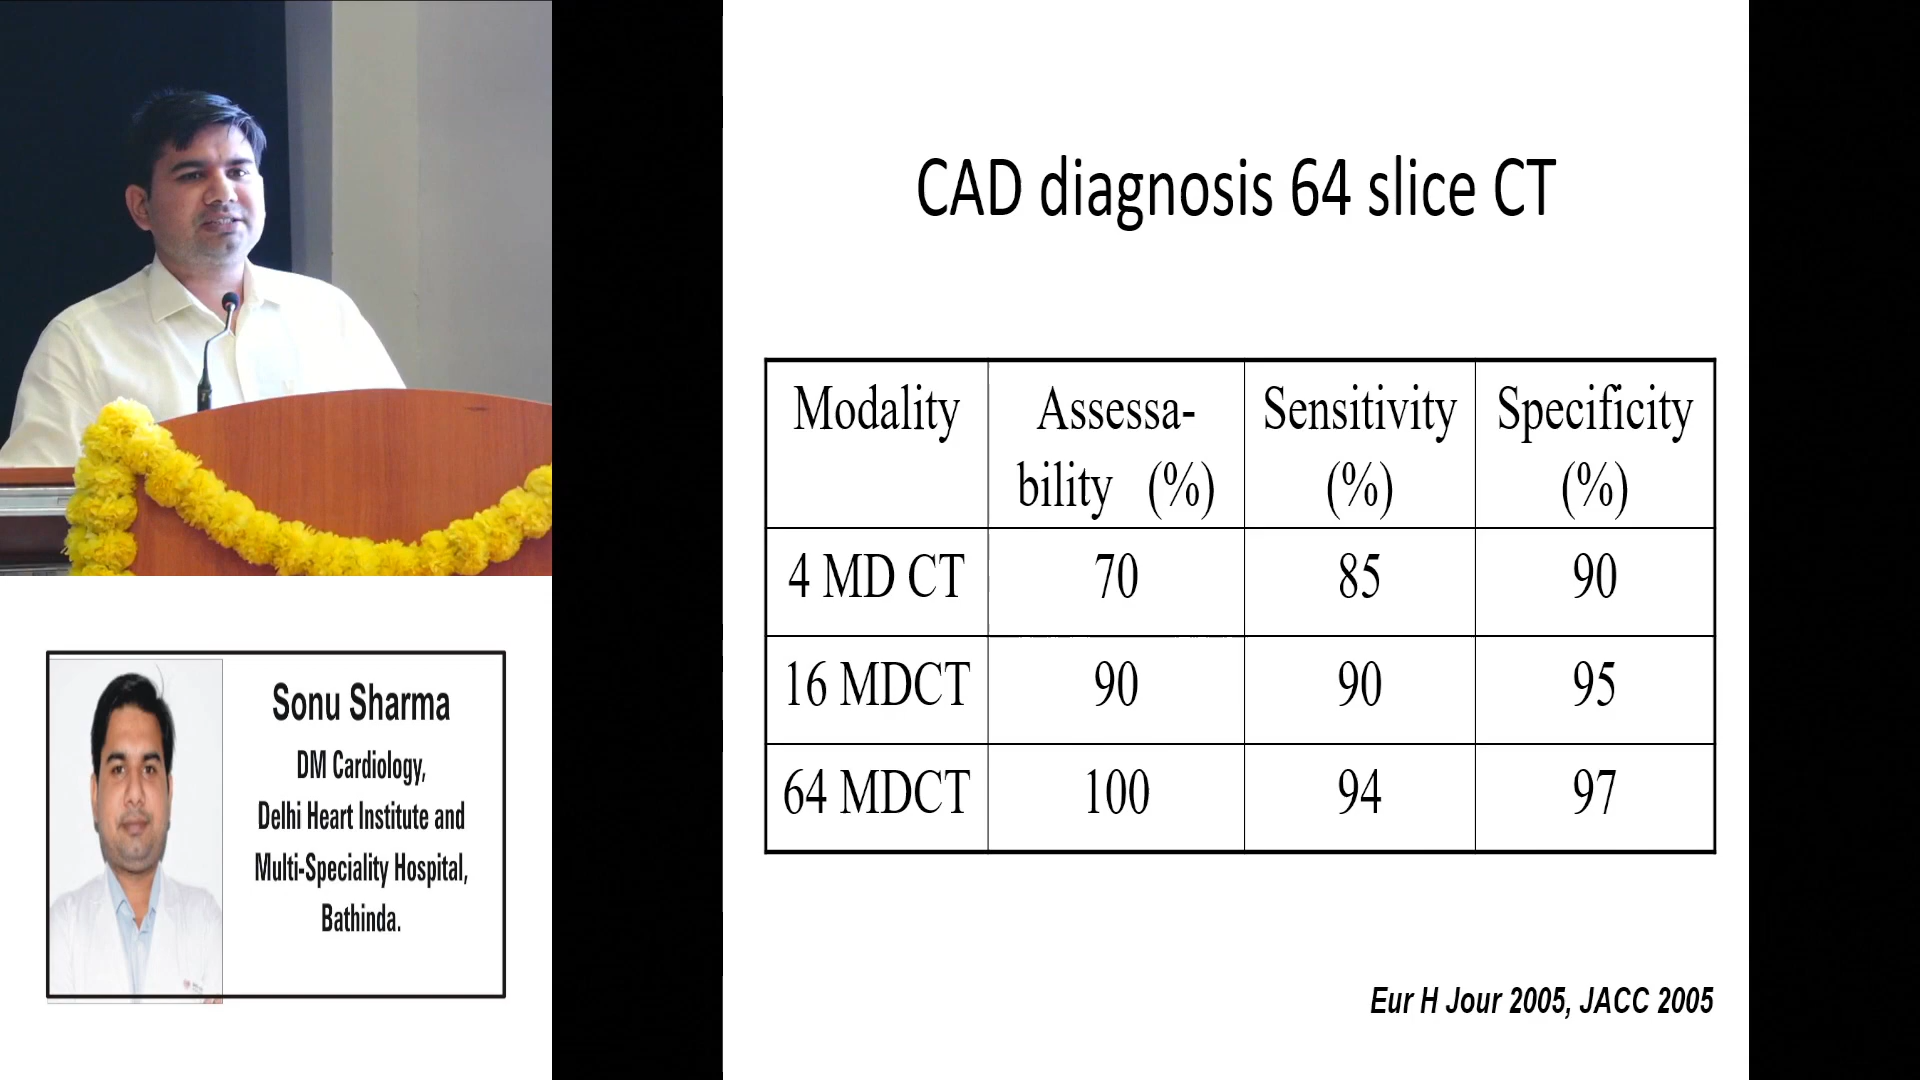 CAD diagnosis 64 slice CT
Modality Assessa-bility (%) Sensitivity (%) Specificity (%)
4 MD CT 70 85 90
16 MDCT 90 90 95
64 MDCT 100 94 97
Eur H Jour 2005, JACC 2005
Sonu Sharma
DM Cardiology,
Delhi Heart Institute and
Multi-Speciality Hospital,
Bathinda.